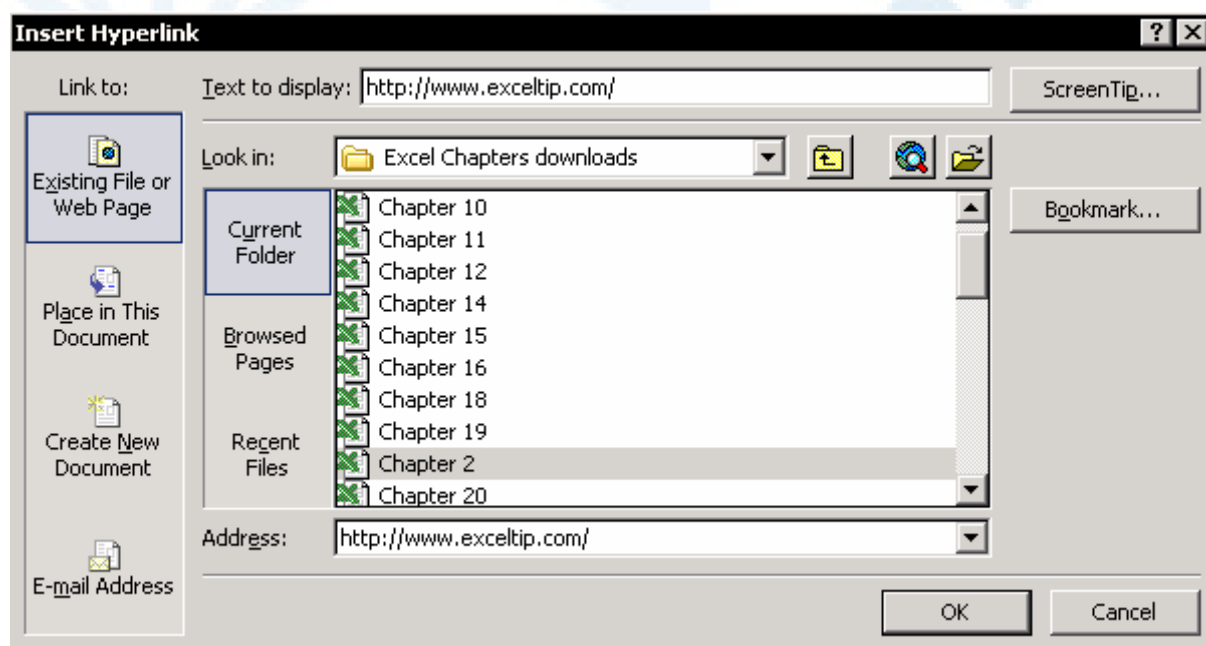 Insert Hyperlink
Link to:
Text to display: http://www.exceltip.com/
ScreenTip...
Existing File or
Web Page
Place in This
Document
Create New
Document
E-mail Address
Look in: Excel Chapters downloads
Current
Folder
Browsed
Pages
Recent
Files
Chapter 10
Chapter 11
Chapter 12
Chapter 14
Chapter 15
Chapter 16
Chapter 18
Chapter 19
Chapter 2
Chapter 20
Bookmark...
Address: http://www.exceltip.com/
OK Cancel